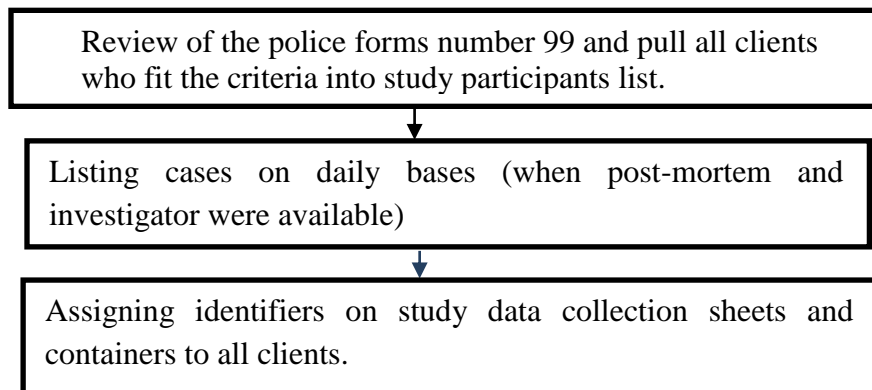 Review of the police forms number 99 and pull all clients
who fit the criteria into study participants list.
Listing cases on daily bases (when post-mortem and
investigator were available)
Assigning identifiers on study data collection sheets and
containers to all clients.